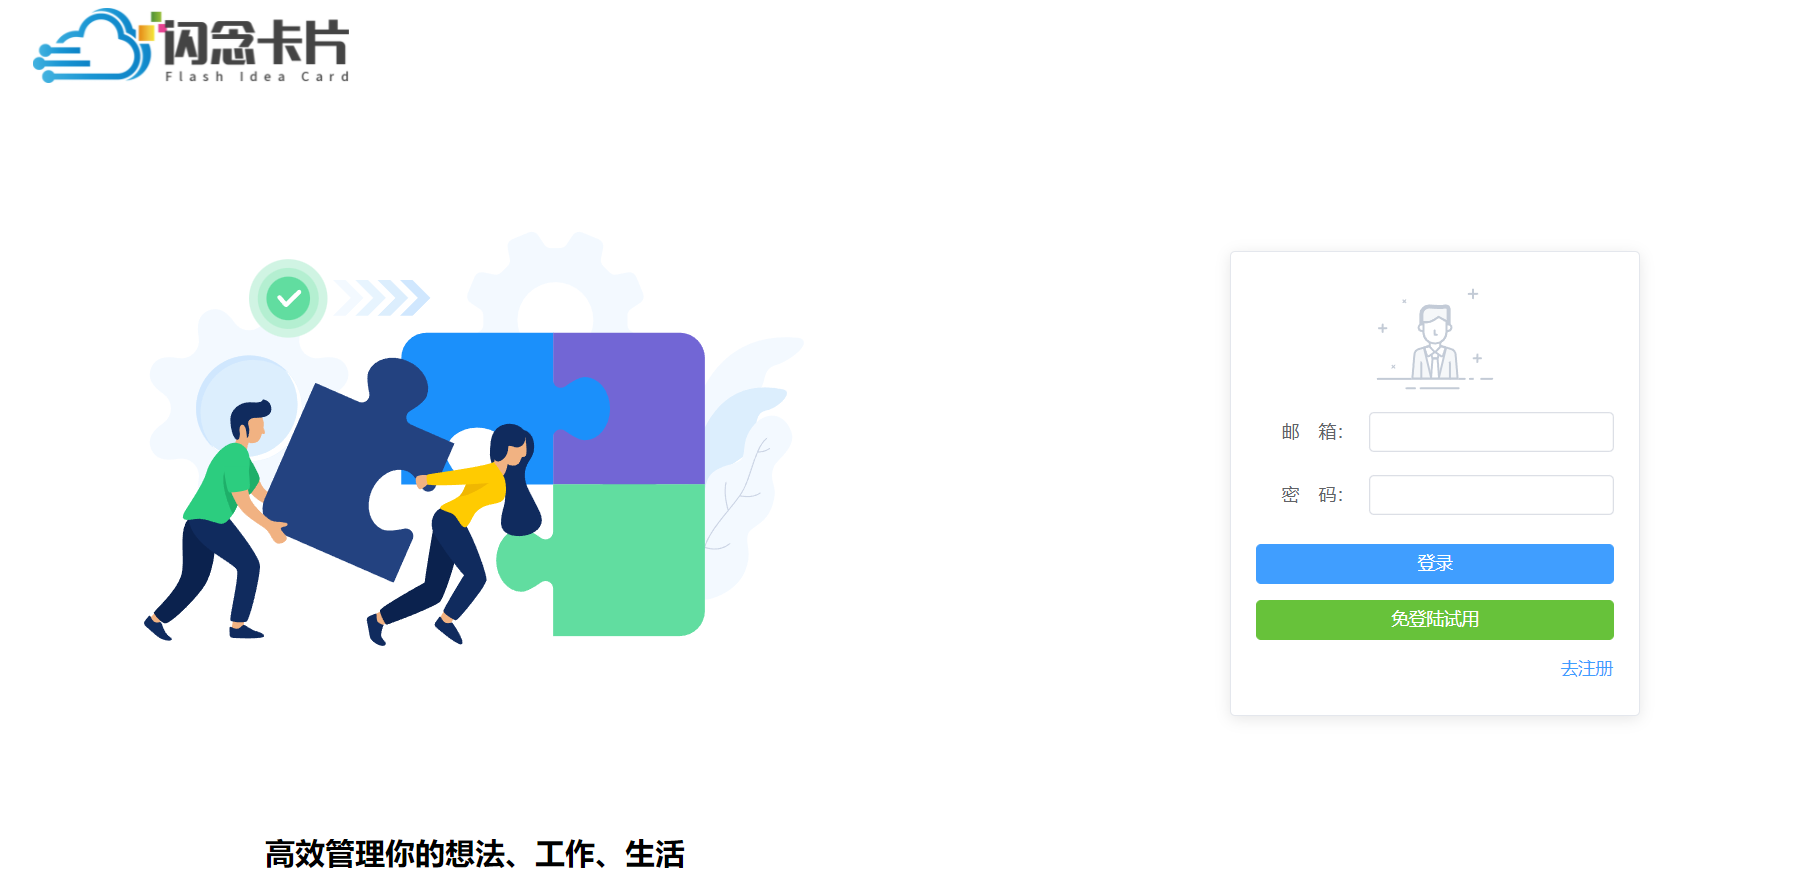 闪念卡片
Flash Idea Card
邮 箱：
密 码：
登录
免登陆试用
去注册
高效管理你的想法、工作、生活